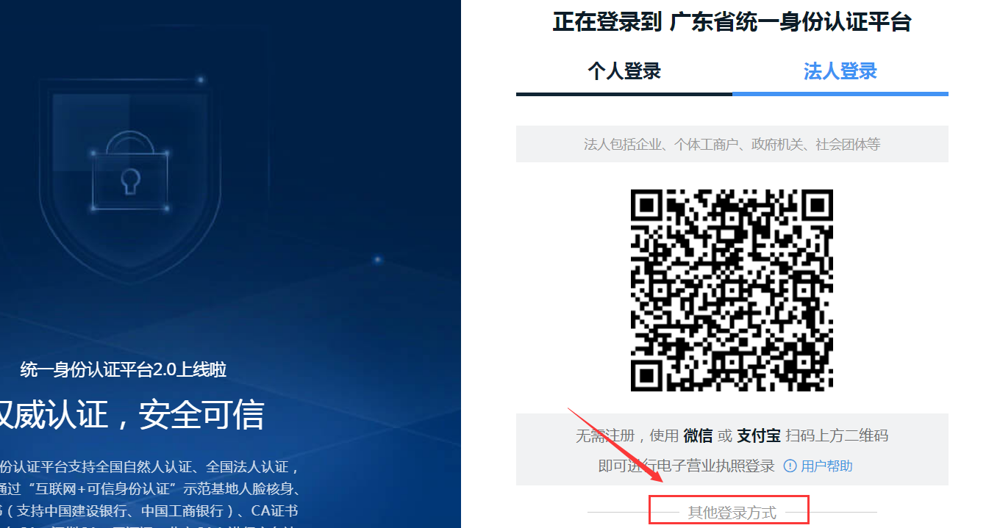 正在登录到 广东省统一身份认证平台
个人登录
法人登录
法人包括企业、个体工商户、政府机关、社会团体等
无需注册，使用 微信 或 支付宝 扫码上方二维码
即可进行电子营业执照登录 用户帮助
其他登录方式
统一身份认证平台2.0上线啦
权威认证，安全可信
份认证平台支持全国自然人认证、全国法人认证，
通过“互联网+可信身份认证”示范基地人脸核身、
书（支持中国建设银行、中国工商银行）、CA证书